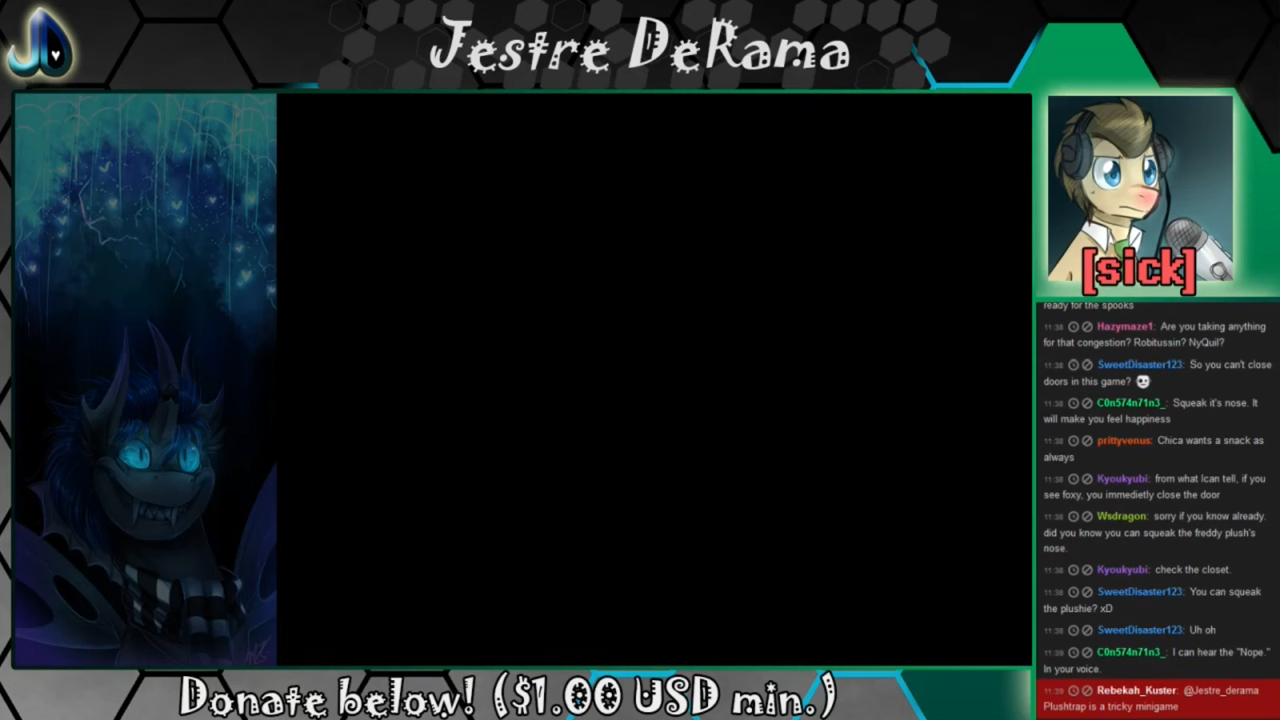 JD
Jestre DeRama
[sick]
ready for the spooks
11:38 Hazymaze1: Are you taking anything
for that congestion? Robitussin? NyQuil?
11:38 SweetDisaster123: So you can't close
doors in this game?
11:38 C0n574n71n3_: Squeak it's nose. It
will make you feel happiness
11:38 prittyvenus: Chica wants a snack as
always
11:38 Kyoukyubi: from what Ican tell, if you
see foxy, you immedietly close the door
11:38 Wsdragon: sorry if you know already.
did you know you can squeak the freddy plush's
nose.
11:38 Kyoukyubi: check the closet.
11:38 SweetDisaster123: You can squeak
the plushie? xD
11:38 SweetDisaster123: Uh oh
11:39 C0n574n71n3_: I can hear the "Nope."
In your voice.
11:39 Rebekah_Kuster: @Jestre_derama
Plushtrap is a tricky minigame
Donate below! ($1.00 USD min.)